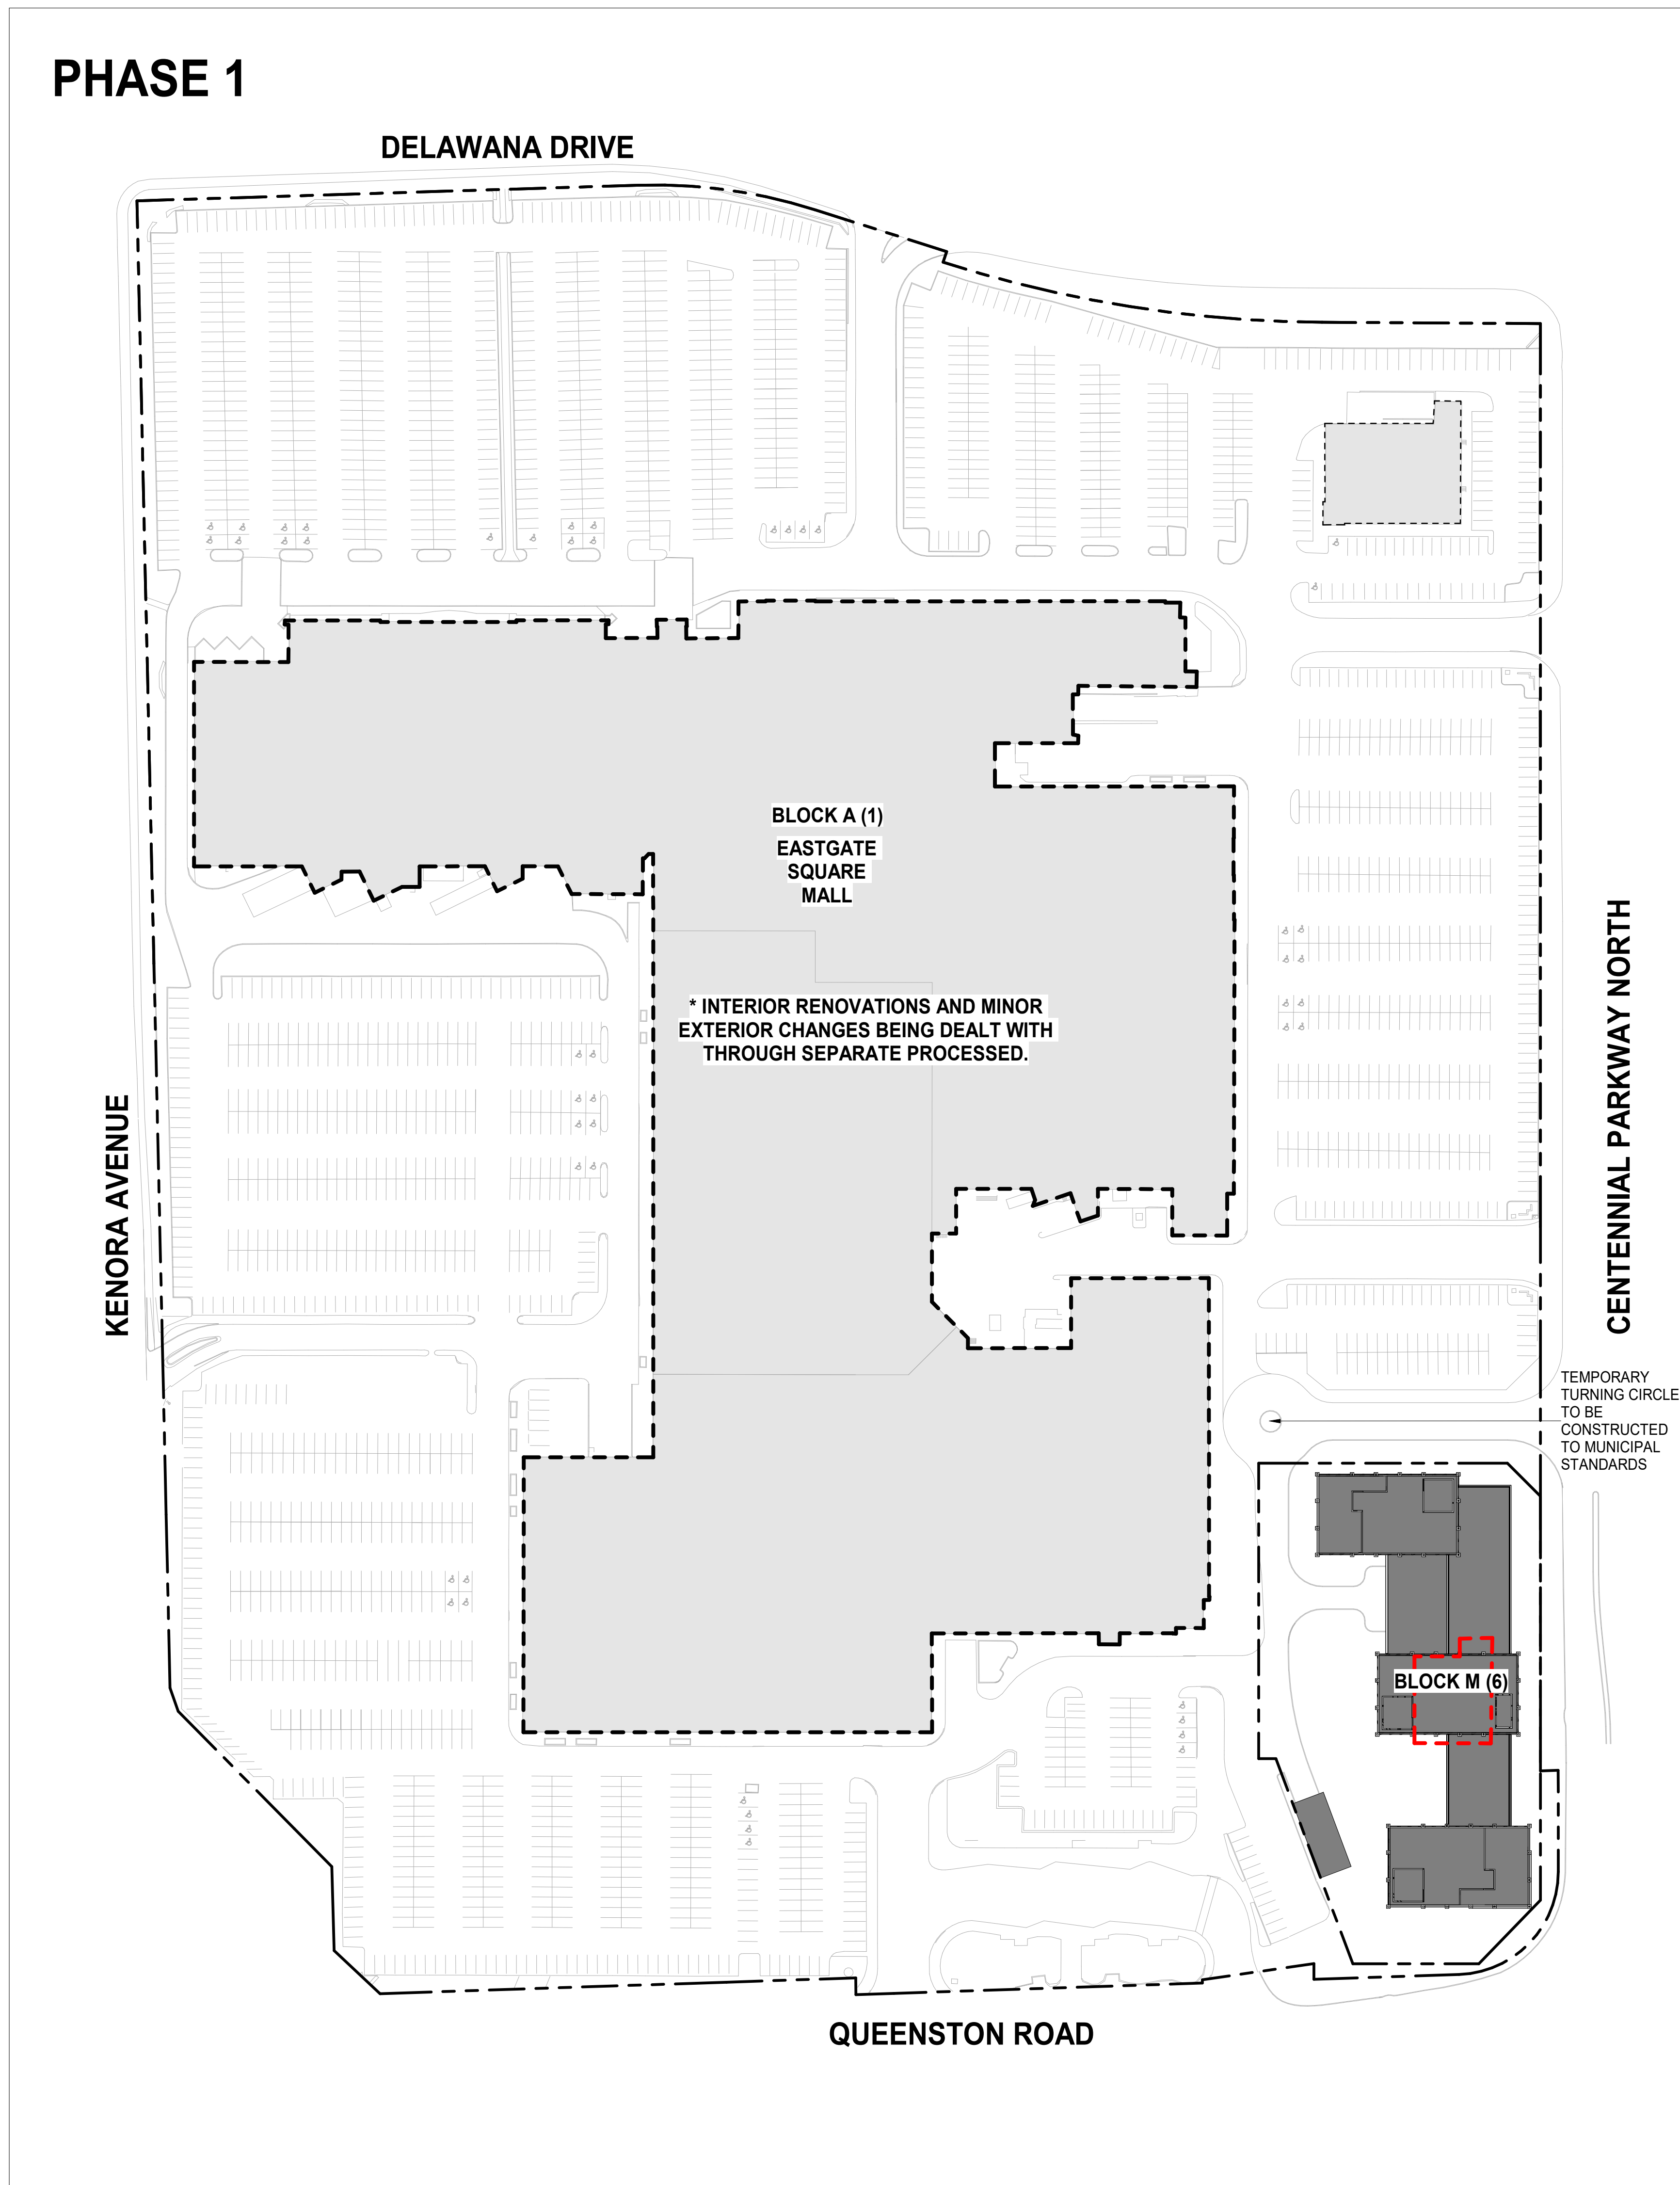 PHASE 1
DELAWANA DRIVE
BLOCK A (1)
EASTGATE
SQUARE
MALL
* INTERIOR RENOVATIONS AND MINOR
EXTERIOR CHANGES BEING DEALT WITH
THROUGH SEPARATE PROCESSED.
KENORA AVENUE
CENTENNIAL PARKWAY NORTH
TEMPORARY
TURNING CIRCLE
TO BE
CONSTRUCTED
TO MUNICIPAL
STANDARDS
BLOCK M (6)
QUEENSTON ROAD